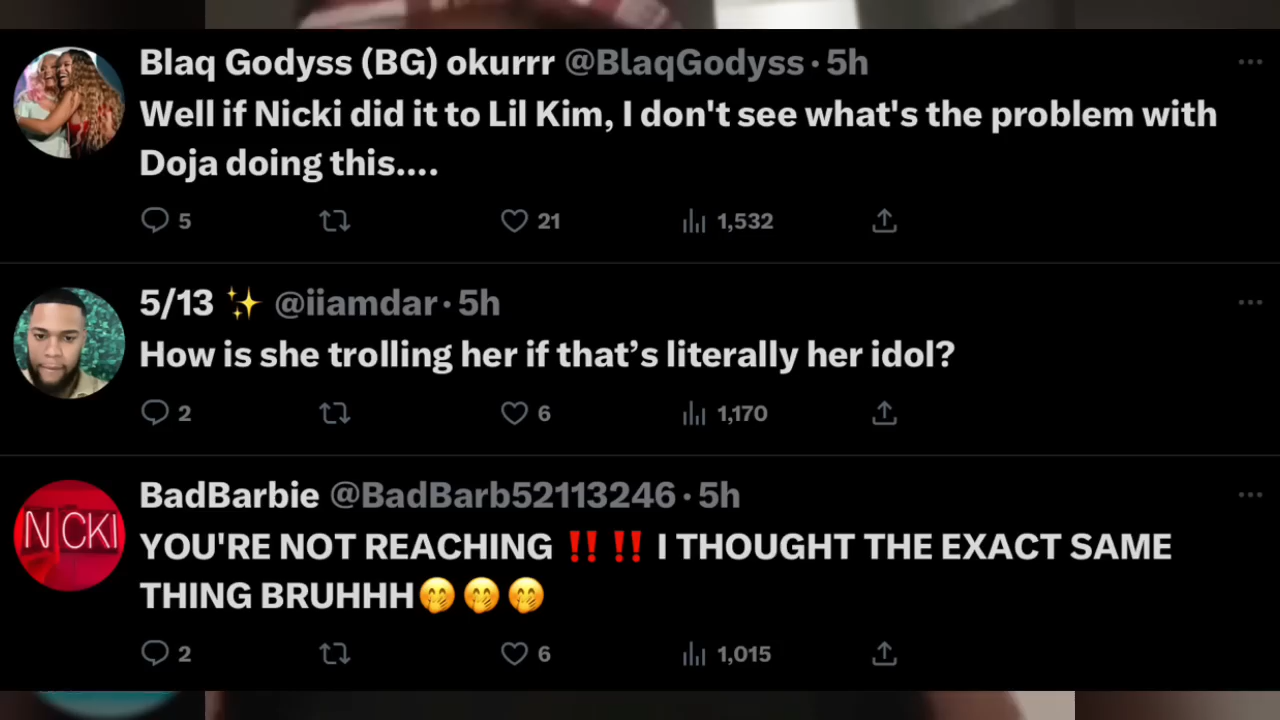 Blaq Godyss (BG) okurrr @BlaqGodyss · 5h
Well if Nicki did it to Lil Kim, I don't see what's the problem with
Doja doing this....
5 21 1,532
5/13 ✨ @iiamdar · 5h
How is she trolling her if that’s literally her idol?
2 6 1,170
NICKI
BadBarbie @BadBarb52113246 · 5h
YOU'RE NOT REACHING ‼️ ‼️ I THOUGHT THE EXACT SAME
THING BRUHHH🤭🤭🤭
2 6 1,015